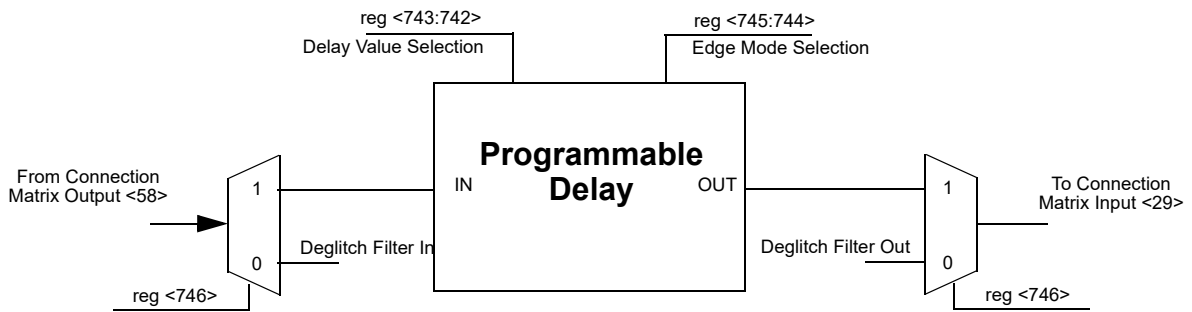 reg <743:742>
Delay Value Selection
reg <745:744>
Edge Mode Selection
Programmable
Delay
From Connection
Matrix Output <58>
1
IN
OUT
1
To Connection
Matrix Input <29>
0
Deglitch Filter In
Deglitch Filter Out
0
reg <746>
reg <746>